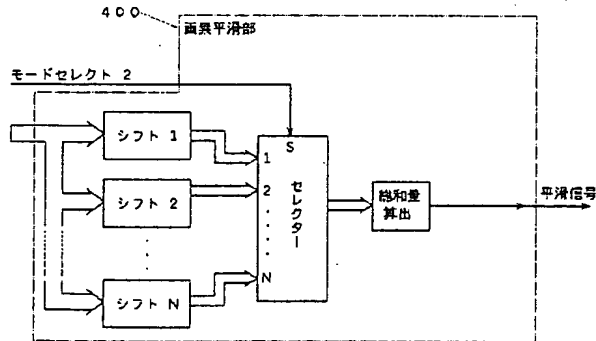 400
画異平滑部
モードセレクト 2
シフト 1
シフト 2
シフト N
S
1
2
N
セレクター
総和量
算出
平滑信号